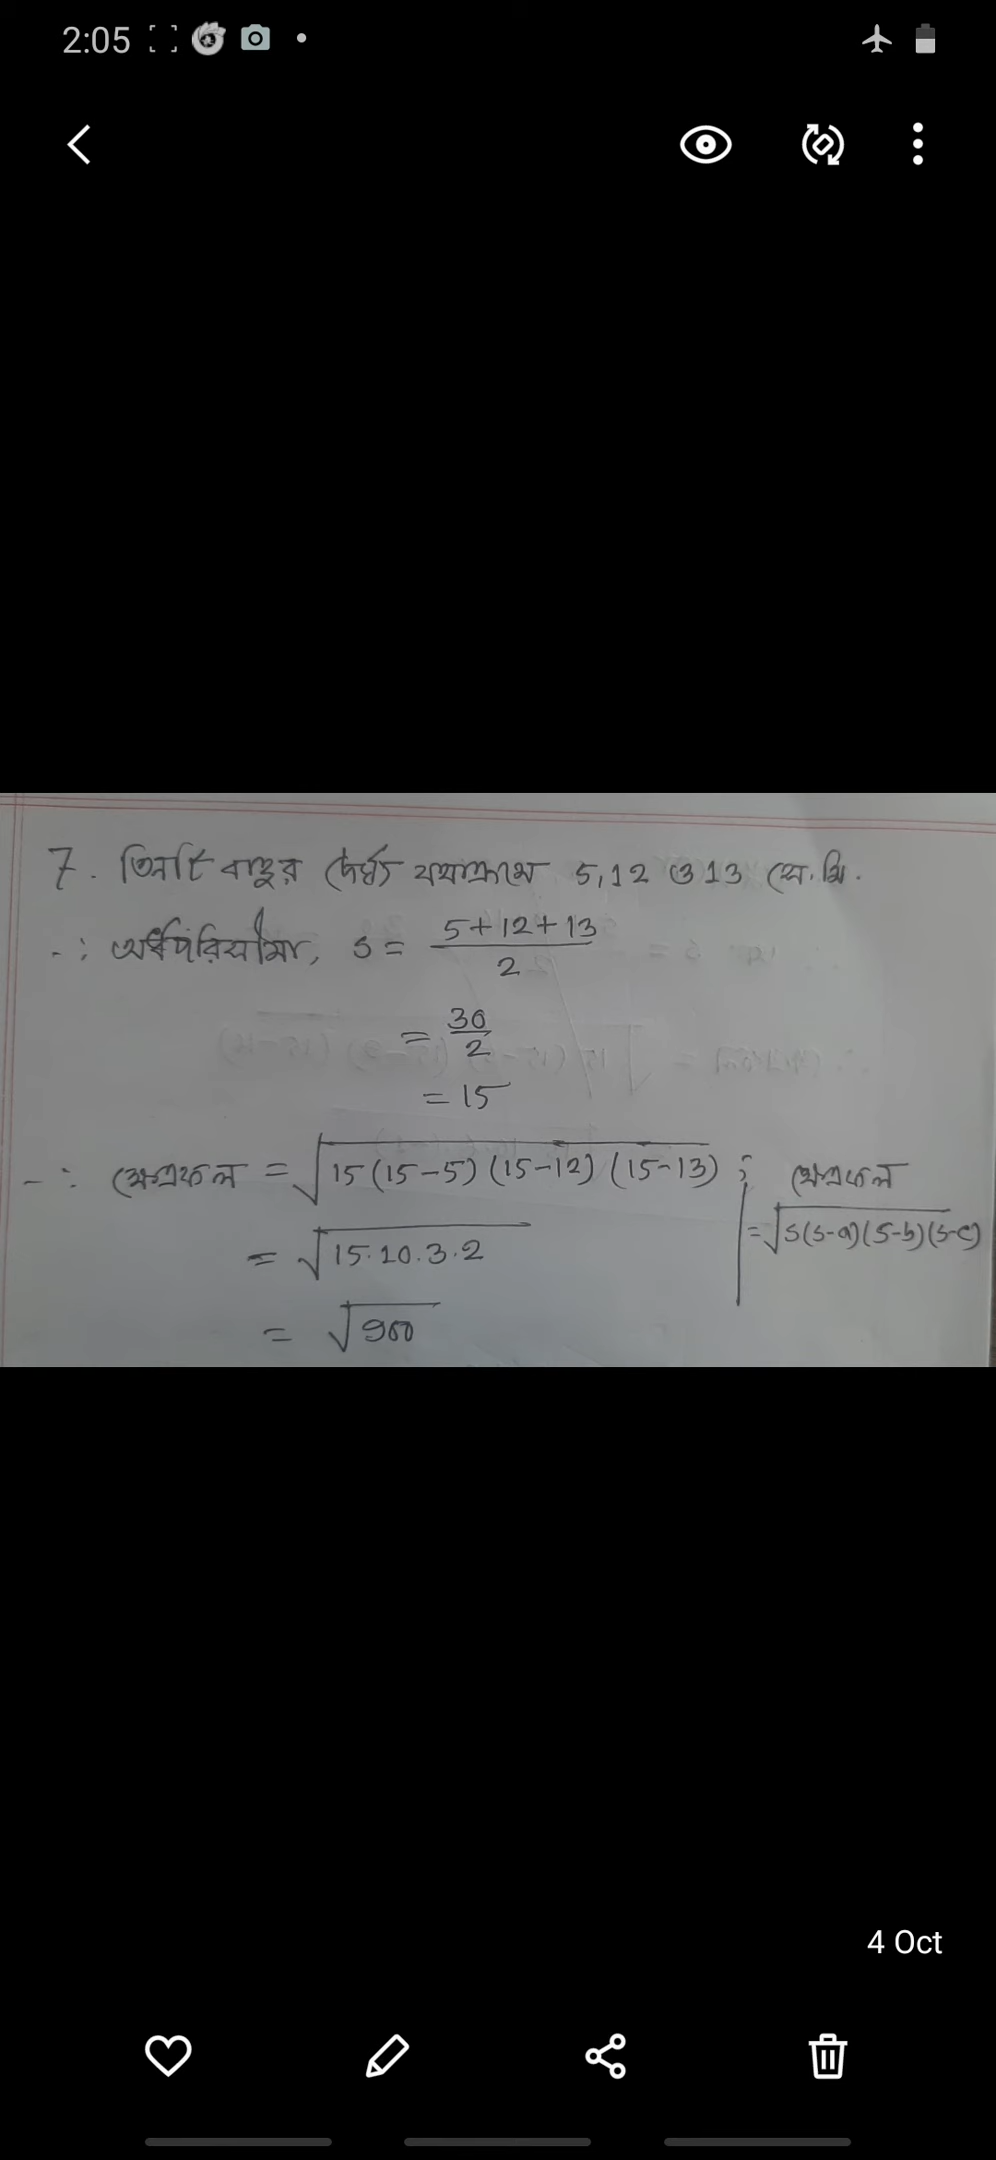 2:05
7. তিনটি বাহুর দৈর্ঘ্য যথাক্রমে 5,12 ও 13 সে.মি.
∴ অর্ধপরিসীমা, s = 5+12+13 / 2
= 30/2
= 15
∴ ক্ষেত্রফল = √15(15-5)(15-12)(15-13) ; ক্ষেত্রফল
= √15.10.3.2 = √s(s-a)(s-b)(s-c)
= √900
4 Oct